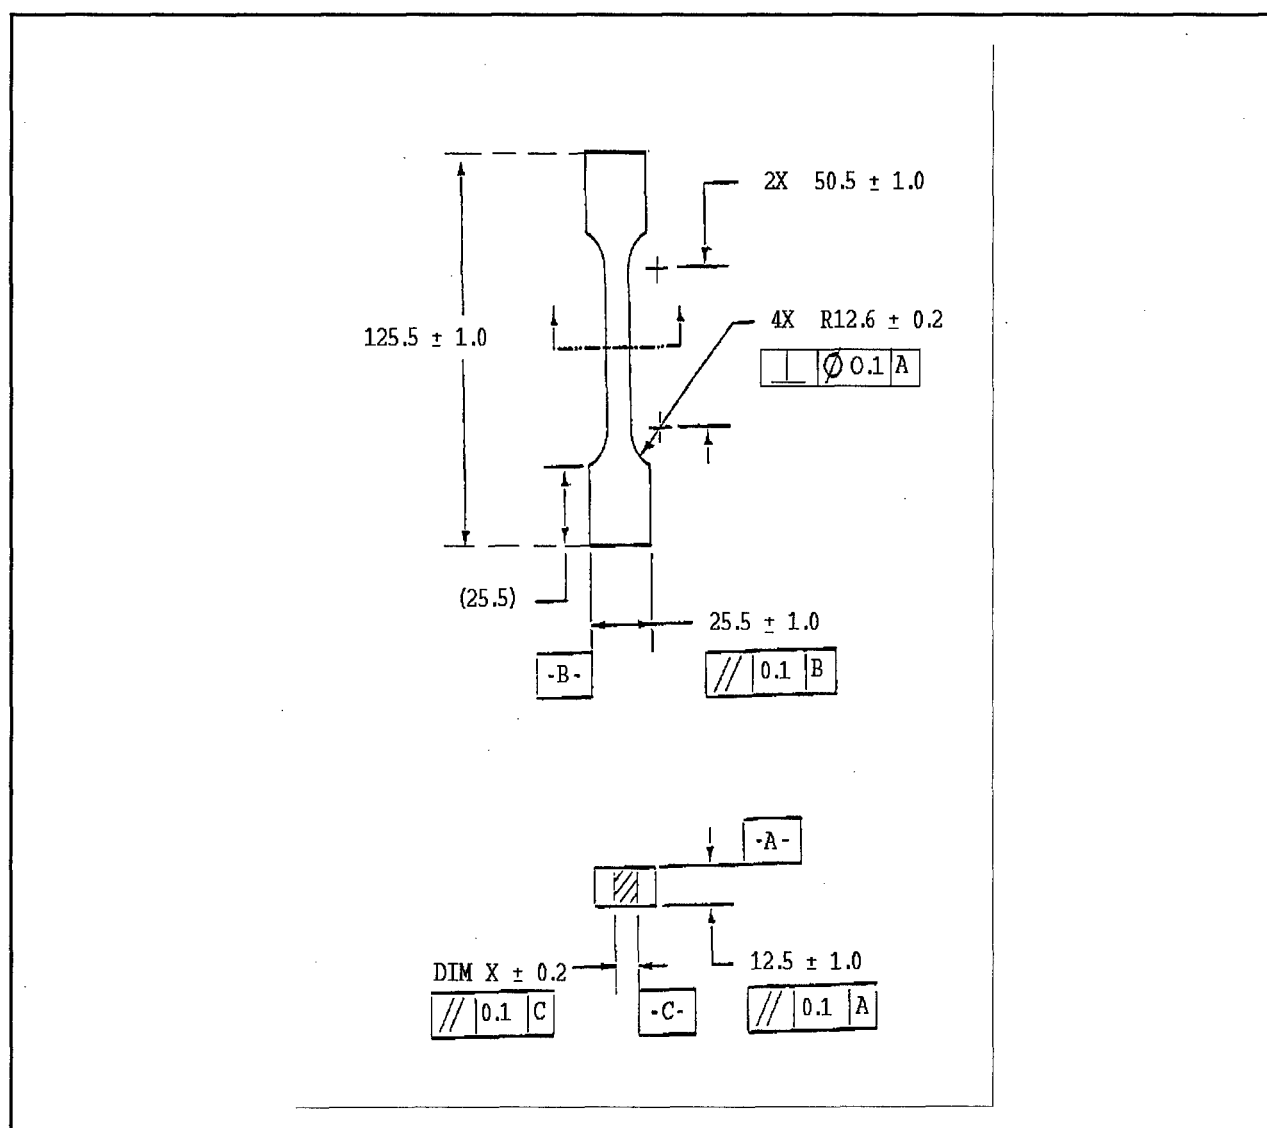 2X 50.5 ± 1.0
125.5 ± 1.0
4X R12.6 ± 0.2
⊥ Ø 0.1 A
(25.5)
25.5 ± 1.0
-B-
// 0.1 B
-A-
DIM X ± 0.2
12.5 ± 1.0
// 0.1 C
-C-
// 0.1 A